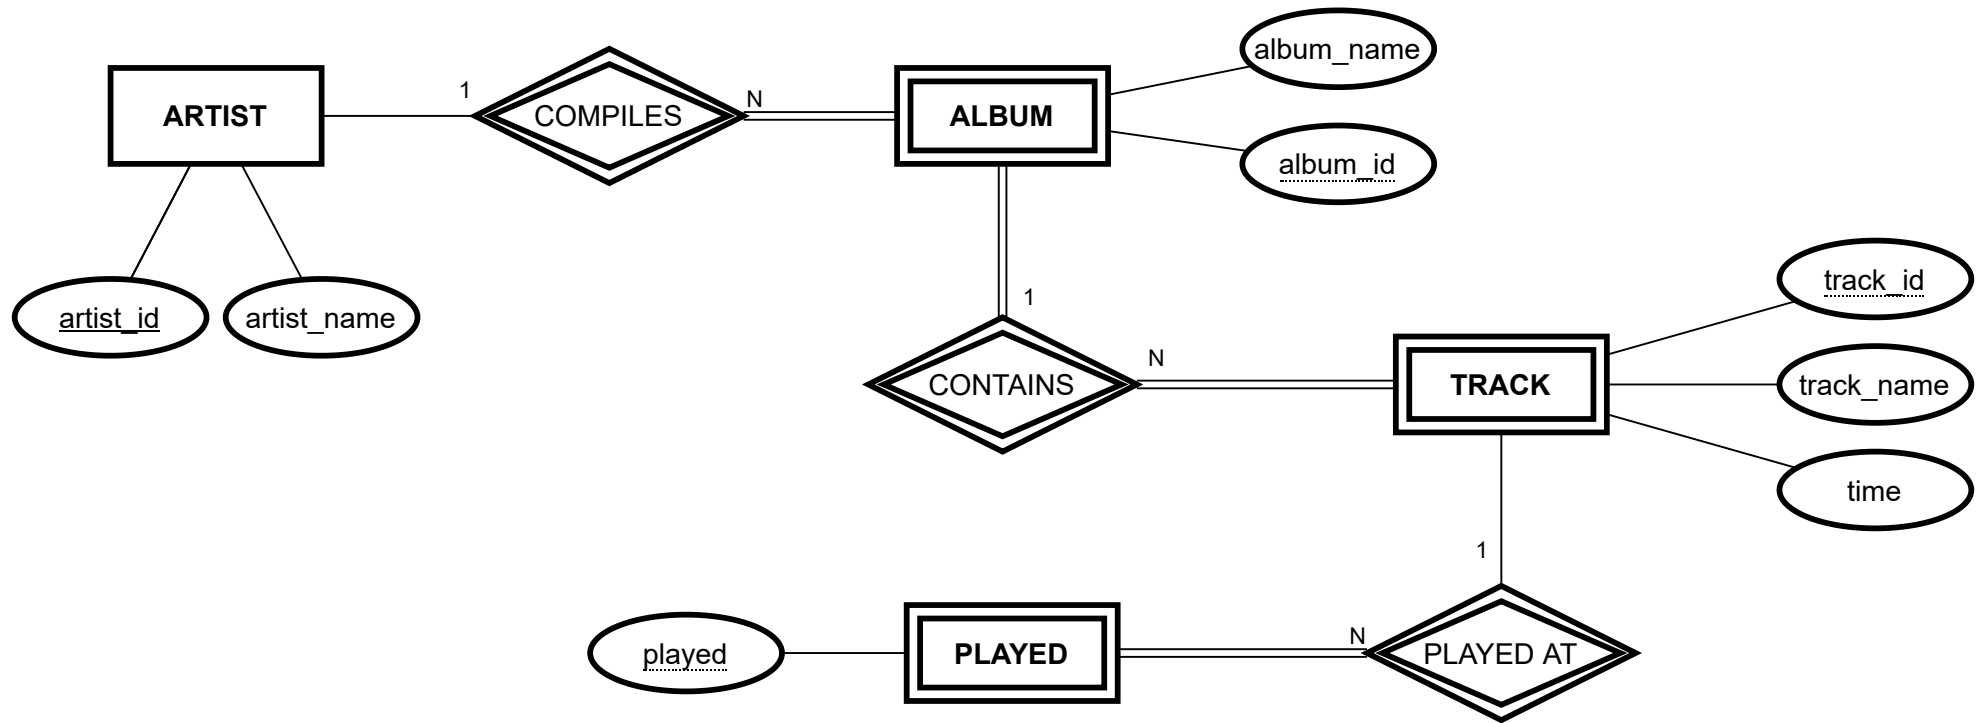 album_name
1
N
ARTIST
COMPILES
ALBUM
album_id
artist_id
artist_name
1
track_id
N
CONTAINS
TRACK
track_name
time
1
N
played
PLAYED
PLAYED AT